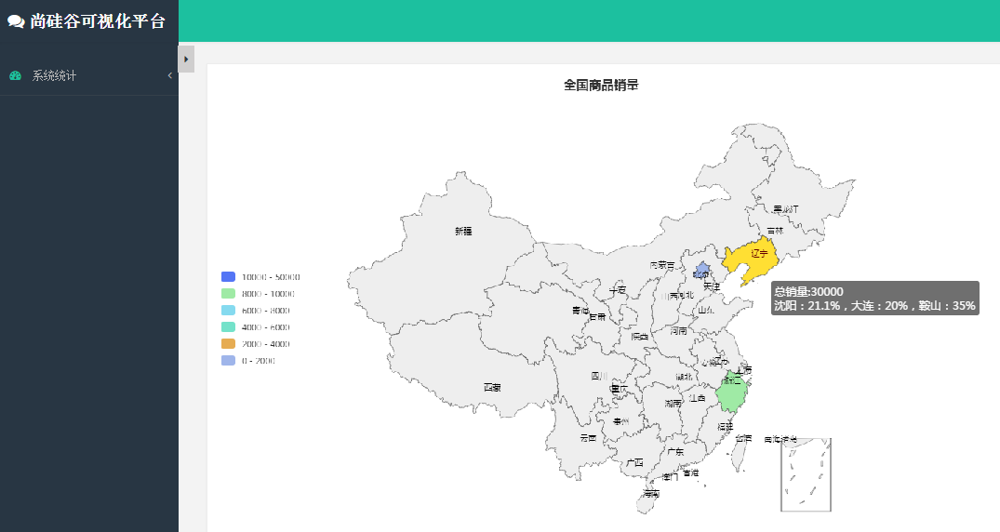 尚硅谷可视化平台
系统统计
全国商品销量
黑龙江
吉林
新疆
辽宁
内蒙古
北京
天津
10000 - 50000
8000 - 10000
6000 - 8000
4000 - 6000
2000 - 4000
0 - 2000
总销量:30000
沈阳：21.1%，大连：20%，鞍山：35%
宁夏
山西
河北
青海
甘肃
山东
陕西
河南
江苏
安徽
上海
四川
湖北
浙江
西藏
重庆
湖南
江西
贵州
福建
云南
台湾
南海诸岛
广西
广东
澳门
香港
海南